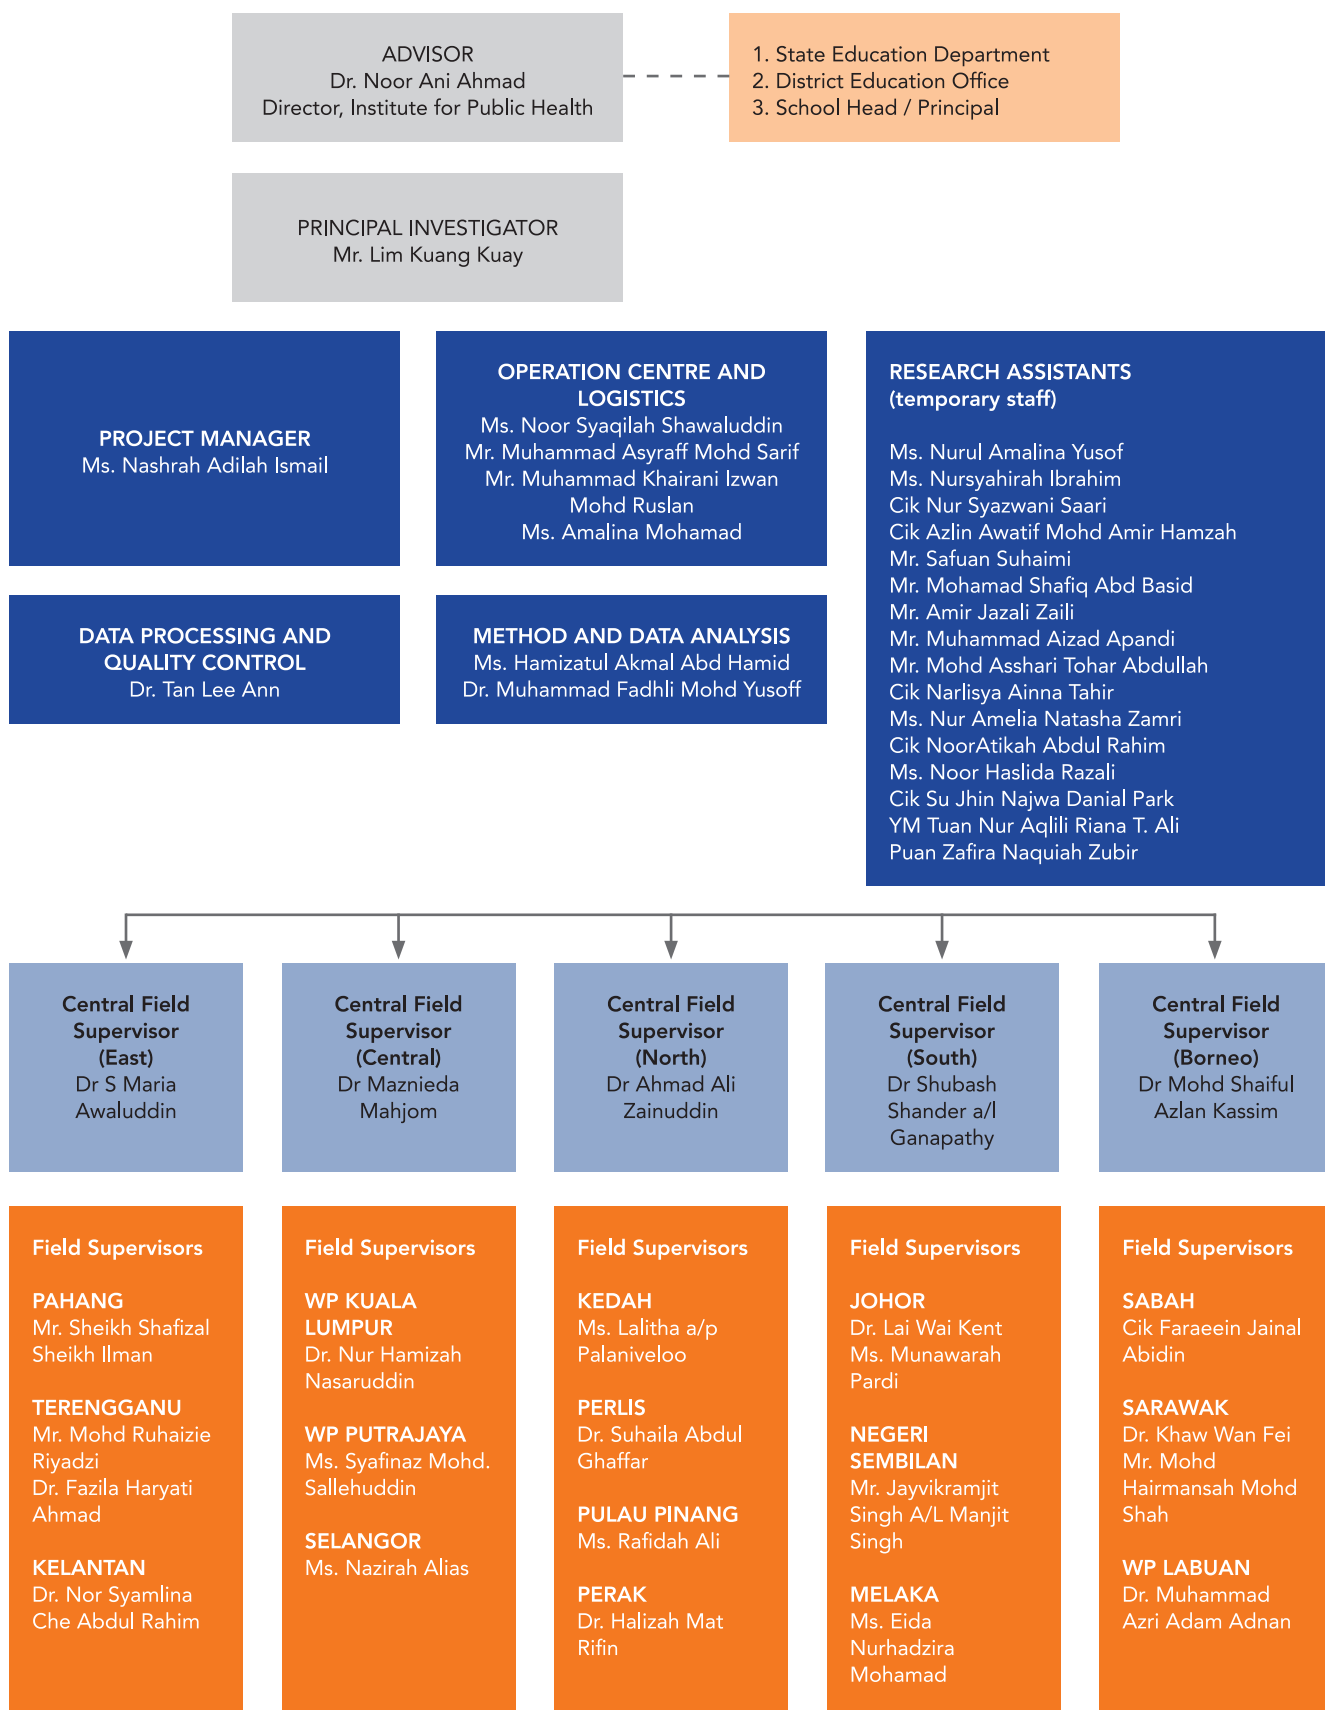 ADVISOR
Dr. Noor Ani Ahmad
Director, Institute for Public Health
1. State Education Department
2. District Education Office
3. School Head / Principal
PRINCIPAL INVESTIGATOR
Mr. Lim Kuang Kuay
PROJECT MANAGER
Ms. Nashrah Adilah Ismail
OPERATION CENTRE AND
LOGISTICS
Ms. Noor Syaqilah Shawaluddin
Mr. Muhammad Asyraff Mohd Sarif
Mr. Muhammad Khairani Izwan
Mohd Ruslan
Ms. Amalina Mohamad
RESEARCH ASSISTANTS
(temporary staff)
Ms. Nurul Amalina Yusof
Ms. Nursyahirah Ibrahim
Cik Nur Syazwani Saari
Cik Azlin Awatif Mohd Amir Hamzah
Mr. Safuan Suhaimi
Mr. Mohamad Shafiq Abd Basid
Mr. Amir Jazali Zaili
Mr. Muhammad Aizad Apandi
Mr. Mohd Asshari Tohar Abdullah
Cik Narlisya Ainna Tahir
Ms. Nur Amelia Natasha Zamri
Cik NoorAtikah Abdul Rahim
Ms. Noor Haslida Razali
Cik Su Jhin Najwa Danial Park
YM Tuan Nur Aqlili Riana T. Ali
Puan Zafira Naquiah Zubir
DATA PROCESSING AND
QUALITY CONTROL
Dr. Tan Lee Ann
METHOD AND DATA ANALYSIS
Ms. Hamizatul Akmal Abd Hamid
Dr. Muhammad Fadhli Mohd Yusoff
Central Field
Supervisor
(East)
Dr S Maria
Awaluddin
Central Field
Supervisor
(Central)
Dr Maznieda
Mahjom
Central Field
Supervisor
(North)
Dr Ahmad Ali
Zainuddin
Central Field
Supervisor
(South)
Dr Shubash
Shander a/l
Ganapathy
Central Field
Supervisor
(Borneo)
Dr Mohd Shaiful
Azlan Kassim
Field Supervisors
PAHANG
Mr. Sheikh Shafizal
Sheikh Ilman
TERENGGANU
Mr. Mohd Ruhaizie
Riyadzi
Dr. Fazila Haryati
Ahmad
KELANTAN
Dr. Nor Syamlina
Che Abdul Rahim
Field Supervisors
WP KUALA
LUMPUR
Dr. Nur Hamizah
Nasaruddin
WP PUTRAJAYA
Ms. Syafinaz Mohd.
Sallehuddin
SELANGOR
Ms. Nazirah Alias
Field Supervisors
KEDAH
Ms. Lalitha a/p
Palaniveloo
PERLIS
Dr. Suhaila Abdul
Ghaffar
PULAU PINANG
Ms. Rafidah Ali
PERAK
Dr. Halizah Mat
Rifin
Field Supervisors
JOHOR
Dr. Lai Wai Kent
Ms. Munawarah
Pardi
NEGERI
SEMBILAN
Mr. Jayvikramjit
Singh A/L Manjit
Singh
MELAKA
Ms. Eida
Nurhadzira
Mohamad
Field Supervisors
SABAH
Cik Faraeein Jainal
Abidin
SARAWAK
Dr. Khaw Wan Fei
Mr. Mohd
Hairmansah Mohd
Shah
WP LABUAN
Dr. Muhammad
Azri Adam Adnan